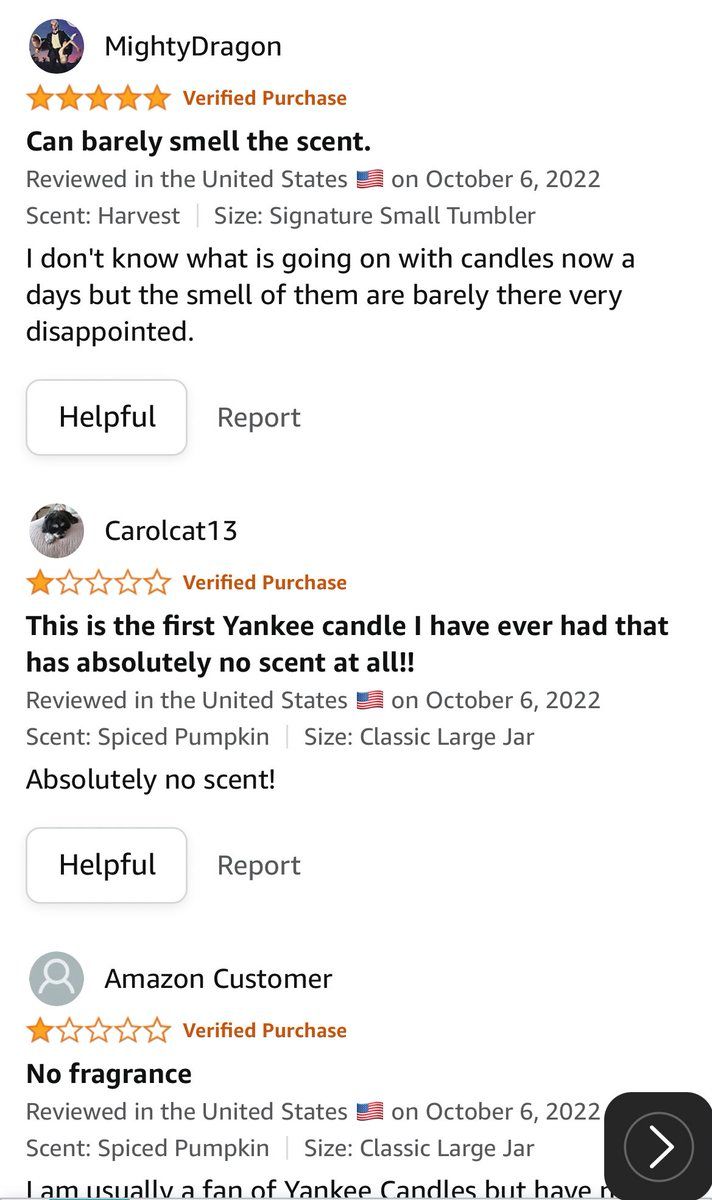 MightyDragon
Verified Purchase
Can barely smell the scent.
Reviewed in the United States 🇺🇸 on October 6, 2022
Scent: Harvest | Size: Signature Small Tumbler
I don't know what is going on with candles now a
days but the smell of them are barely there very
disappointed.
Helpful Report
Carolcat13
Verified Purchase
This is the first Yankee candle I have ever had that
has absolutely no scent at all!!
Reviewed in the United States 🇺🇸 on October 6, 2022
Scent: Spiced Pumpkin | Size: Classic Large Jar
Absolutely no scent!
Helpful Report
Amazon Customer
Verified Purchase
No fragrance
Reviewed in the United States 🇺🇸 on October 6, 2022
Scent: Spiced Pumpkin | Size: Classic Large Jar
I am usually a fan of Yankee Candles but have